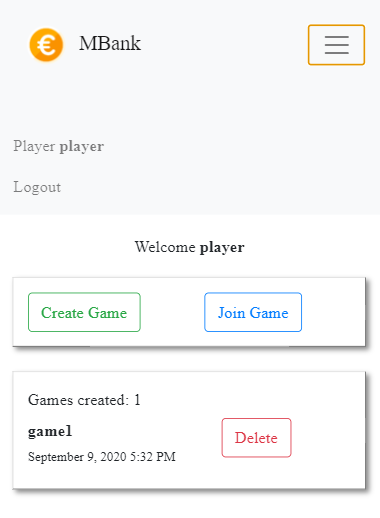 € MBank
Player player
Logout
Welcome player
Create Game
Join Game
Games created: 1
game1
September 9, 2020 5:32 PM
Delete